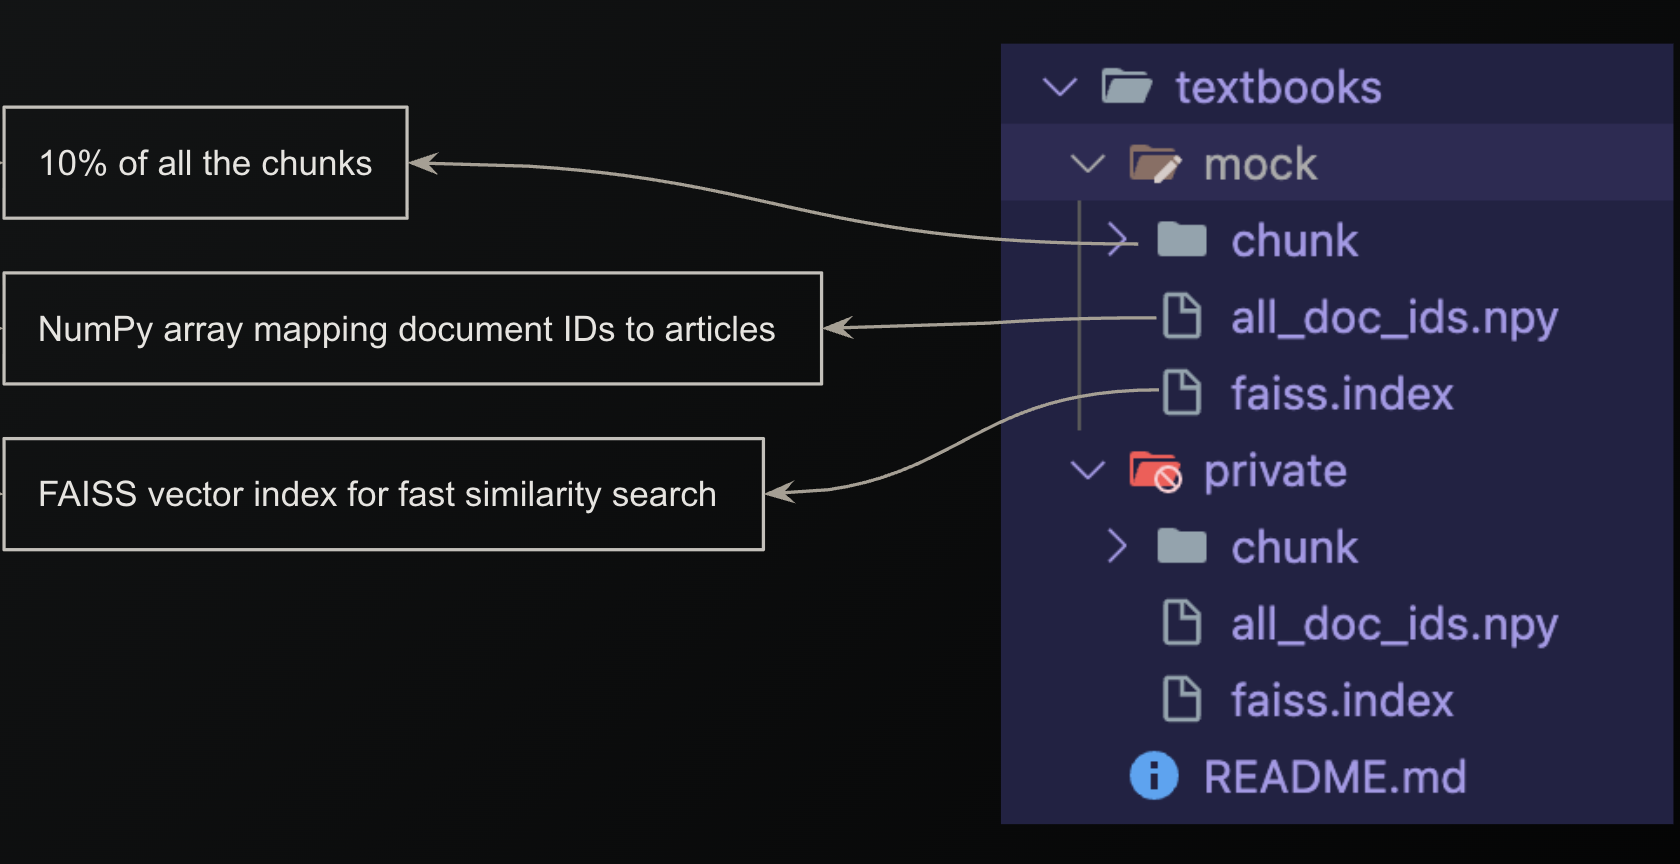 10% of all the chunks
NumPy array mapping document IDs to articles
FAISS vector index for fast similarity search
textbooks
mock
chunk
all_doc_ids.npy
faiss.index
private
chunk
all_doc_ids.npy
faiss.index
README.md